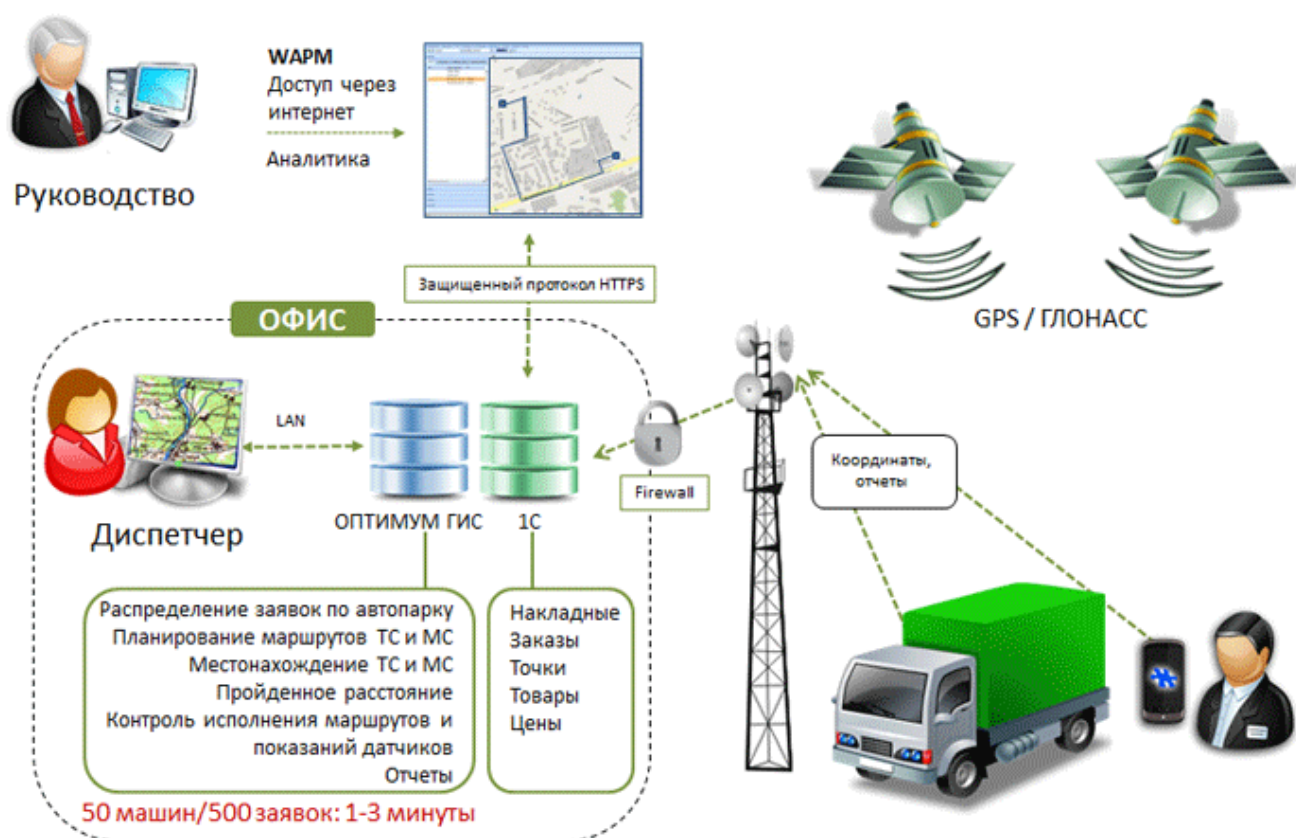 WAPM
Доступ через
интернет
Аналитика
Руководство
Защищенный протокол HTTPS
GPS / ГЛОНАСС
ОФИС
LAN
Диспетчер
ОПТИМУМ ГИС
1С
Firewall
Координаты,
отчеты
Распределение заявок по автопарку
Планирование маршрутов ТС и МС
Местонахождение ТС и МС
Пройденное расстояние
Контроль исполнения маршрутов и
показаний датчиков
Отчеты
Накладные
Заказы
Точки
Товары
Цены
50 машин/500 заявок: 1-3 минуты